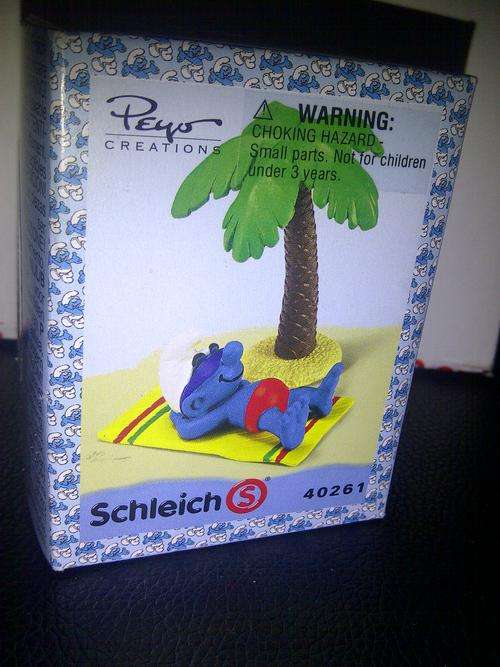 Peyo
CREATIONS
WARNING:
CHOKING HAZARD -
Small parts. Not for children
under 3 years.
Schleich S
40261